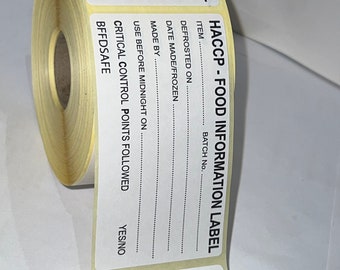 HACCP - FOOD INFORMATION LABEL
ITEM ........................ BATCH No. ................
DEFROSTED ON ................................
DATE MADE/FROZEN ................................
MADE BY ................................
USE BEFORE MIDNIGHT ON ................................
CRITICAL CONTROL POINTS FOLLOWED YES/NO
BFFDSAFE